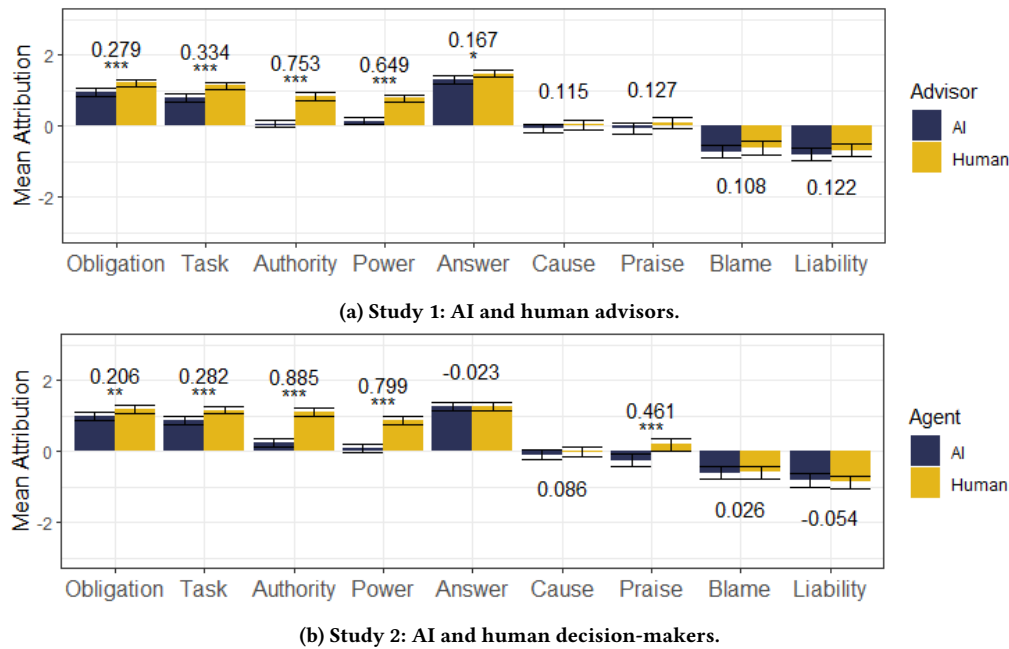 0.279 0.334 0.753 0.649 0.167 0.115 0.127
*** *** *** *** *
Mean Attribution
2
0
-2
0.108 0.122
Obligation Task Authority Power Answer Cause Praise Blame Liability
Advisor
AI
Human
(a) Study 1: AI and human advisors.
0.206 0.282 0.885 0.799 -0.023 0.461
** *** *** *** ***
Mean Attribution
2
0
-2
0.086 0.026 -0.054
Obligation Task Authority Power Answer Cause Praise Blame Liability
Agent
AI
Human
(b) Study 2: AI and human decision-makers.